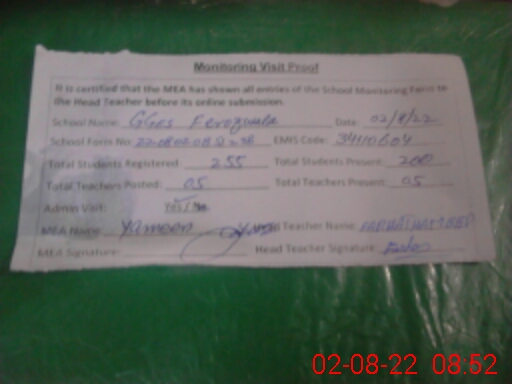 Monitoring Visit Proof
It is certified that the MEA has shown all entries of the School Monitoring Form to
the Head Teacher before its online submission.
School Name: GGES Ferozwala Date: 02/8/22
School Form No EMIS Code:
Total Students Registered 255 Total Students Present: 200
Total Teachers Posted: 05 Total Teachers Present: 05
Admin Visit: Yes / No
MEA Name: Yameen Head Teacher Name:
MEA Signature: Head Teacher Signature
02-08-22 08:52